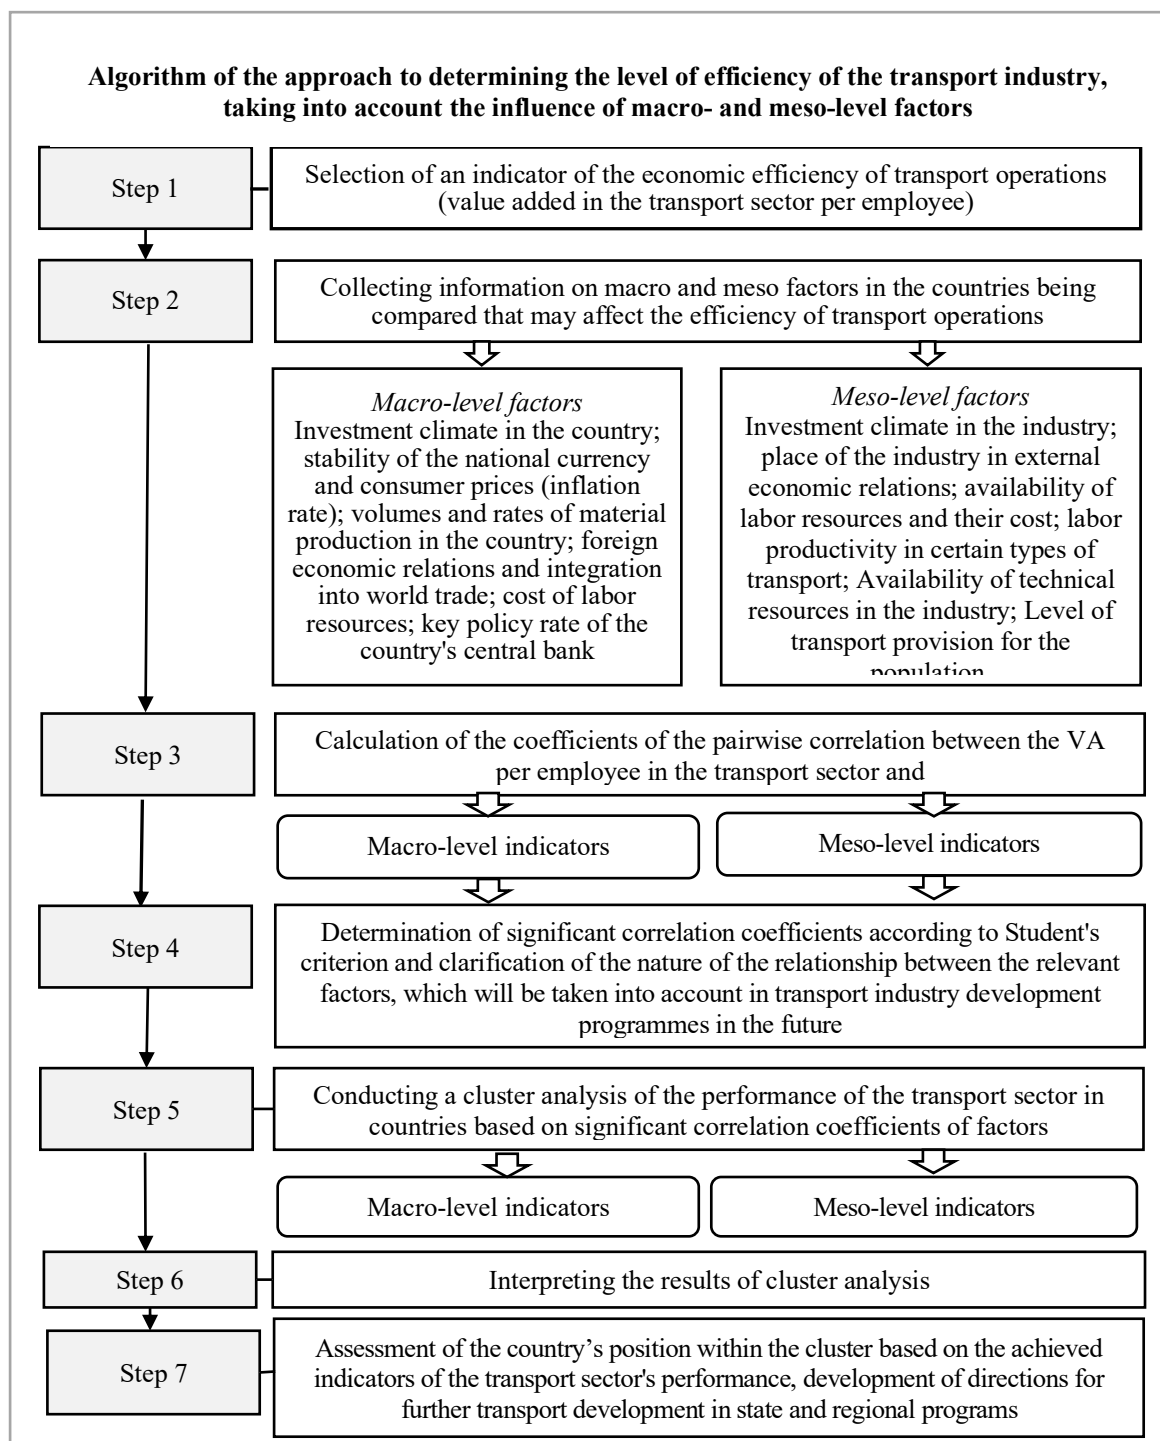 Algorithm of the approach to determining the level of efficiency of the transport industry,
taking into account the influence of macro- and meso-level factors
Step 1
Selection of an indicator of the economic efficiency of transport operations
(value added in the transport sector per employee)
Step 2
Collecting information on macro and meso factors in the countries being
compared that may affect the efficiency of transport operations
Macro-level factors
Investment climate in the country;
stability of the national currency
and consumer prices (inflation
rate); volumes and rates of material
production in the country; foreign
economic relations and integration
into world trade; cost of labor
resources; key policy rate of the
country's central bank
Meso-level factors
Investment climate in the industry;
place of the industry in external
economic relations; availability of
labor resources and their cost; labor
productivity in certain types of
transport; Availability of technical
resources in the industry; Level of
transport provision for the
population
Step 3
Calculation of the coefficients of the pairwise correlation between the VA
per employee in the transport sector and
Macro-level indicators
Meso-level indicators
Step 4
Determination of significant correlation coefficients according to Student's
criterion and clarification of the nature of the relationship between the relevant
factors, which will be taken into account in transport industry development
programmes in the future
Step 5
Conducting a cluster analysis of the performance of the transport sector in
countries based on significant correlation coefficients of factors
Macro-level indicators
Meso-level indicators
Step 6
Interpreting the results of cluster analysis
Step 7
Assessment of the country’s position within the cluster based on the achieved
indicators of the transport sector's performance, development of directions for
further transport development in state and regional programs